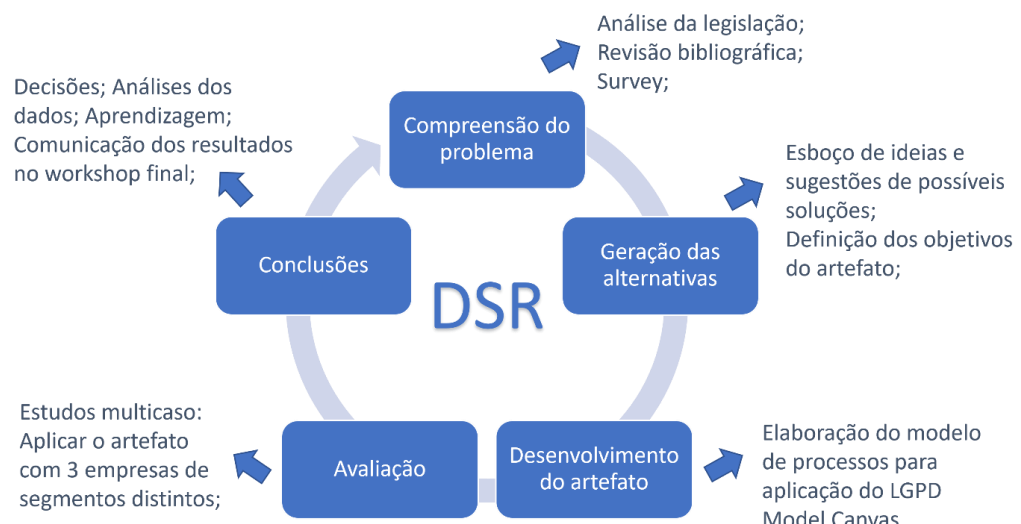 Análise da legislação;
Revisão bibliográfica;
Survey;
Decisões; Análises dos
dados; Aprendizagem;
Comunicação dos resultados
no workshop final;
Compreensão do
problema
Esboço de ideias e
sugestões de possíveis
soluções;
Definição dos objetivos
do artefato;
Geração das
alternativas
Conclusões
DSR
Estudos multicaso:
Aplicar o artefato
com 3 empresas de
segmentos distintos;
Avaliação
Desenvolvimento
do artefato
Elaboração do modelo
de processos para
aplicação do LGPD
Model Canvas